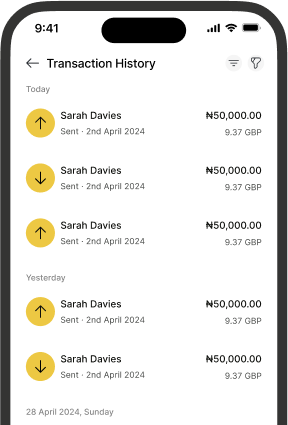 9:41
Transaction History
Today
Sarah Davies ₦50,000.00
Sent · 2nd April 2024 9.37 GBP
Sarah Davies ₦50,000.00
Sent · 2nd April 2024 9.37 GBP
Sarah Davies ₦50,000.00
Sent · 2nd April 2024 9.37 GBP
Yesterday
Sarah Davies ₦50,000.00
Sent · 2nd April 2024 9.37 GBP
Sarah Davies ₦50,000.00
Sent · 2nd April 2024 9.37 GBP
28 April 2024, Sunday